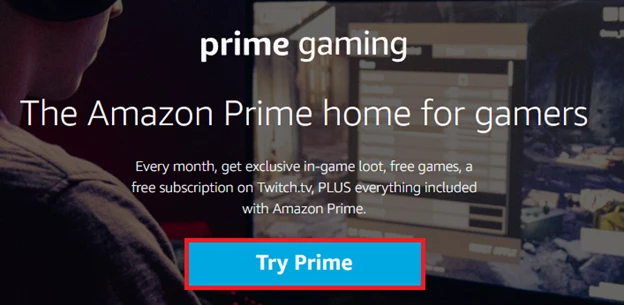 prime gaming
The Amazon Prime home for gamers
Every month, get exclusive in-game loot, free games, a
free subscription on Twitch.tv, PLUS everything included
with Amazon Prime.
Try Prime